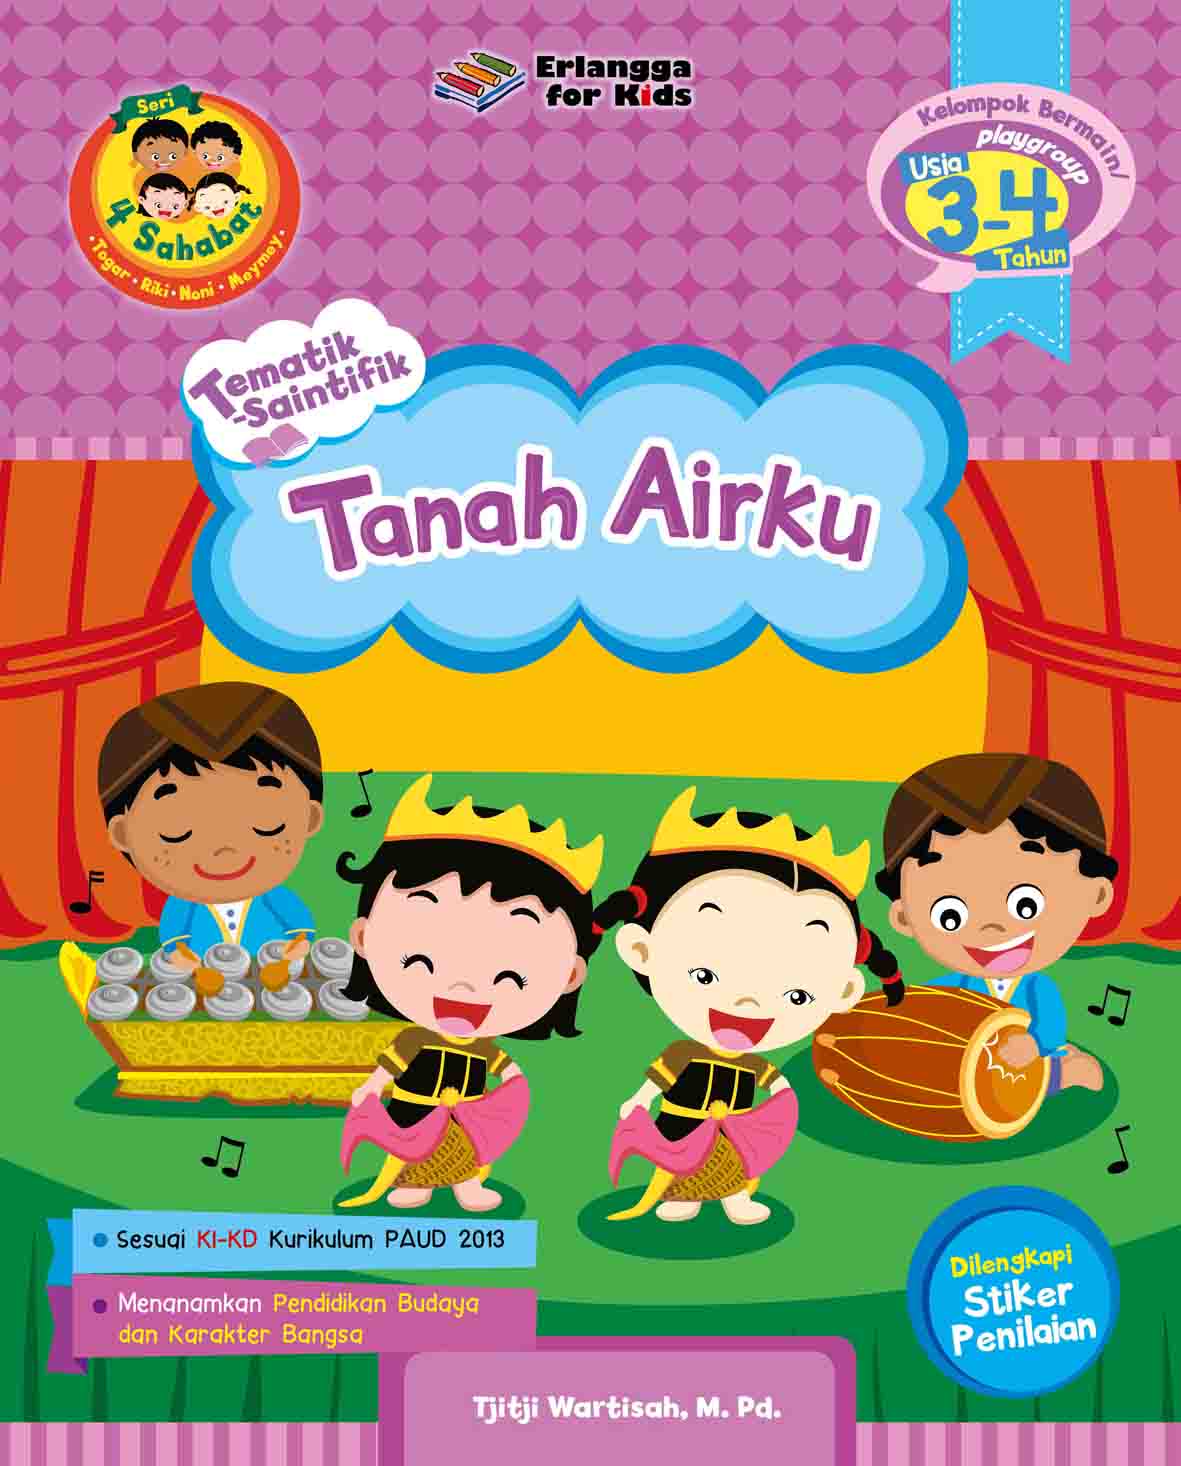 Erlangga
for Kids
Seri
4 Sahabat
• Togar • Riki • Noni • Meymey •
Kelompok Bermain/
playgroup
Usia
3-4
Tahun
Tematik
-Saintifik
Tanah Airku
• Sesuai KI-KD Kurikulum PAUD 2013
• Menanamkan Pendidikan Budaya
dan Karakter Bangsa
Dilengkapi
Stiker
Penilaian
Tjitji Wartisah, M. Pd.